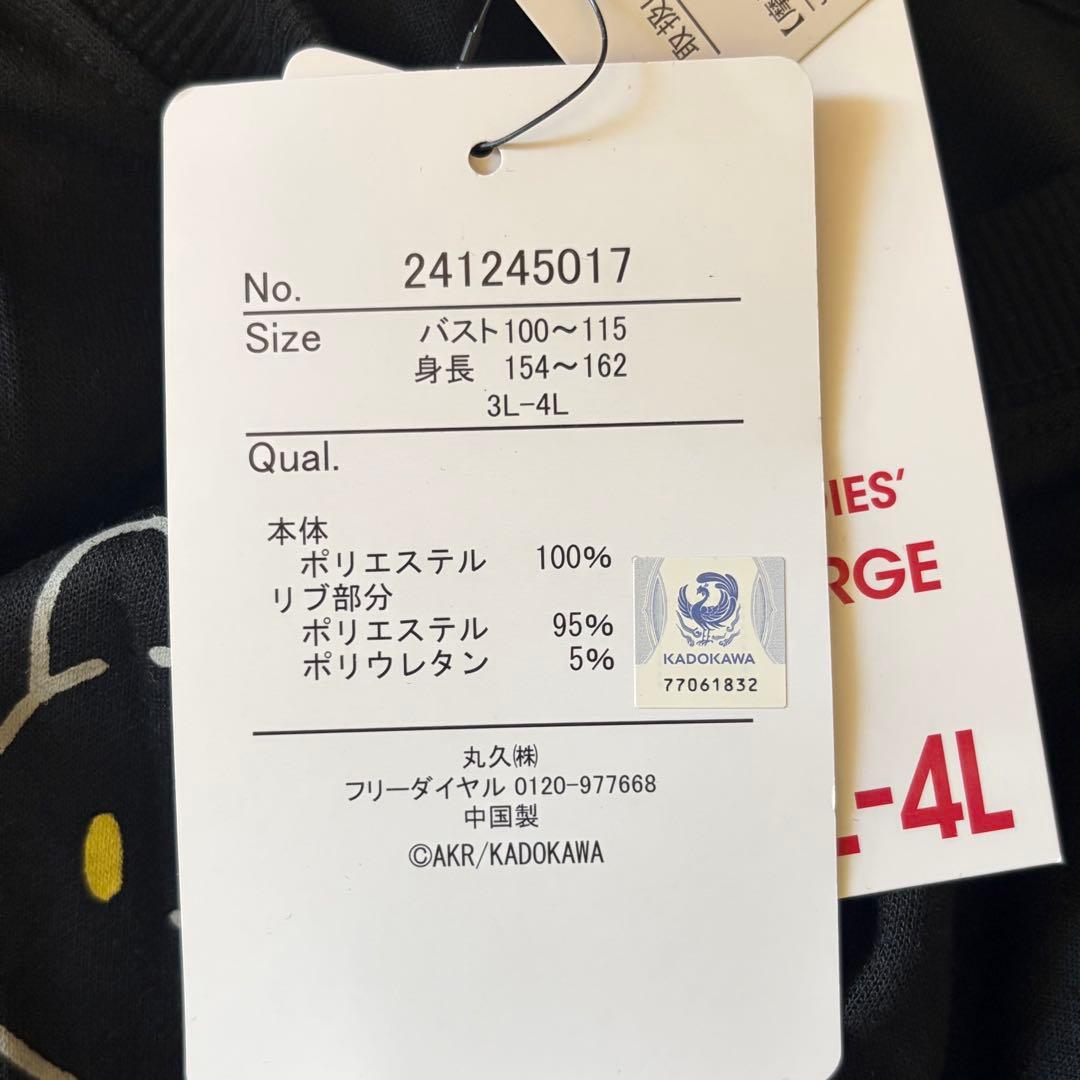 取扱
No. 241245017
Size バスト100～115
身長 154～162
3L-4L
Qual.
本体
ポリエステル 100%
リブ部分
ポリエステル 95%
ポリウレタン 5%
KADOKAWA
77061832
丸久㈱
フリーダイヤル 0120-977668
中国製
©AKR/KADOKAWA
IES'
RGE
-4L